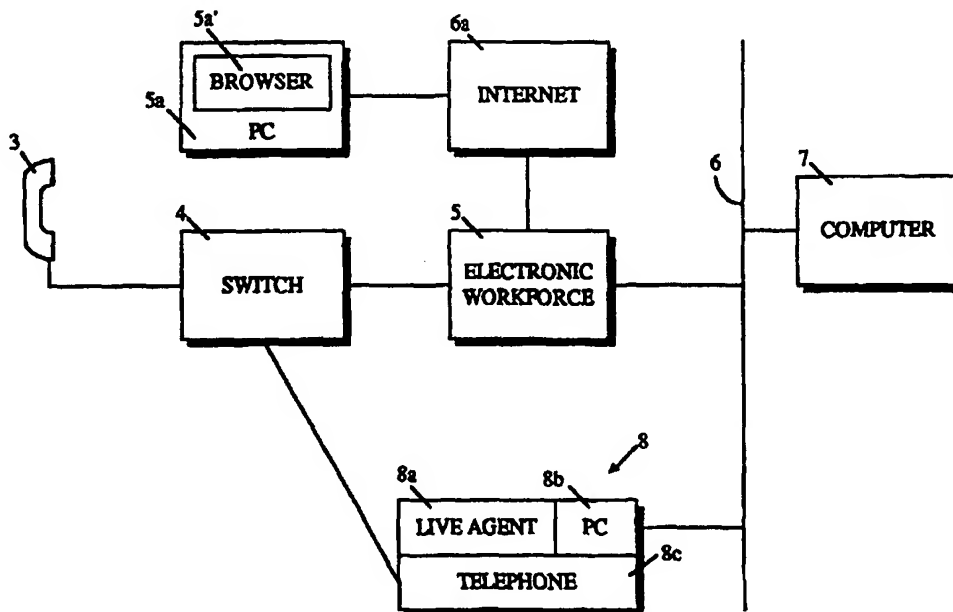 5a'
6a
BROWSER
INTERNET
5a
PC
3
6
7
4
5
COMPUTER
SWITCH
ELECTRONIC
WORKFORCE
8
8a
8b
LIVE AGENT
PC
8c
TELEPHONE